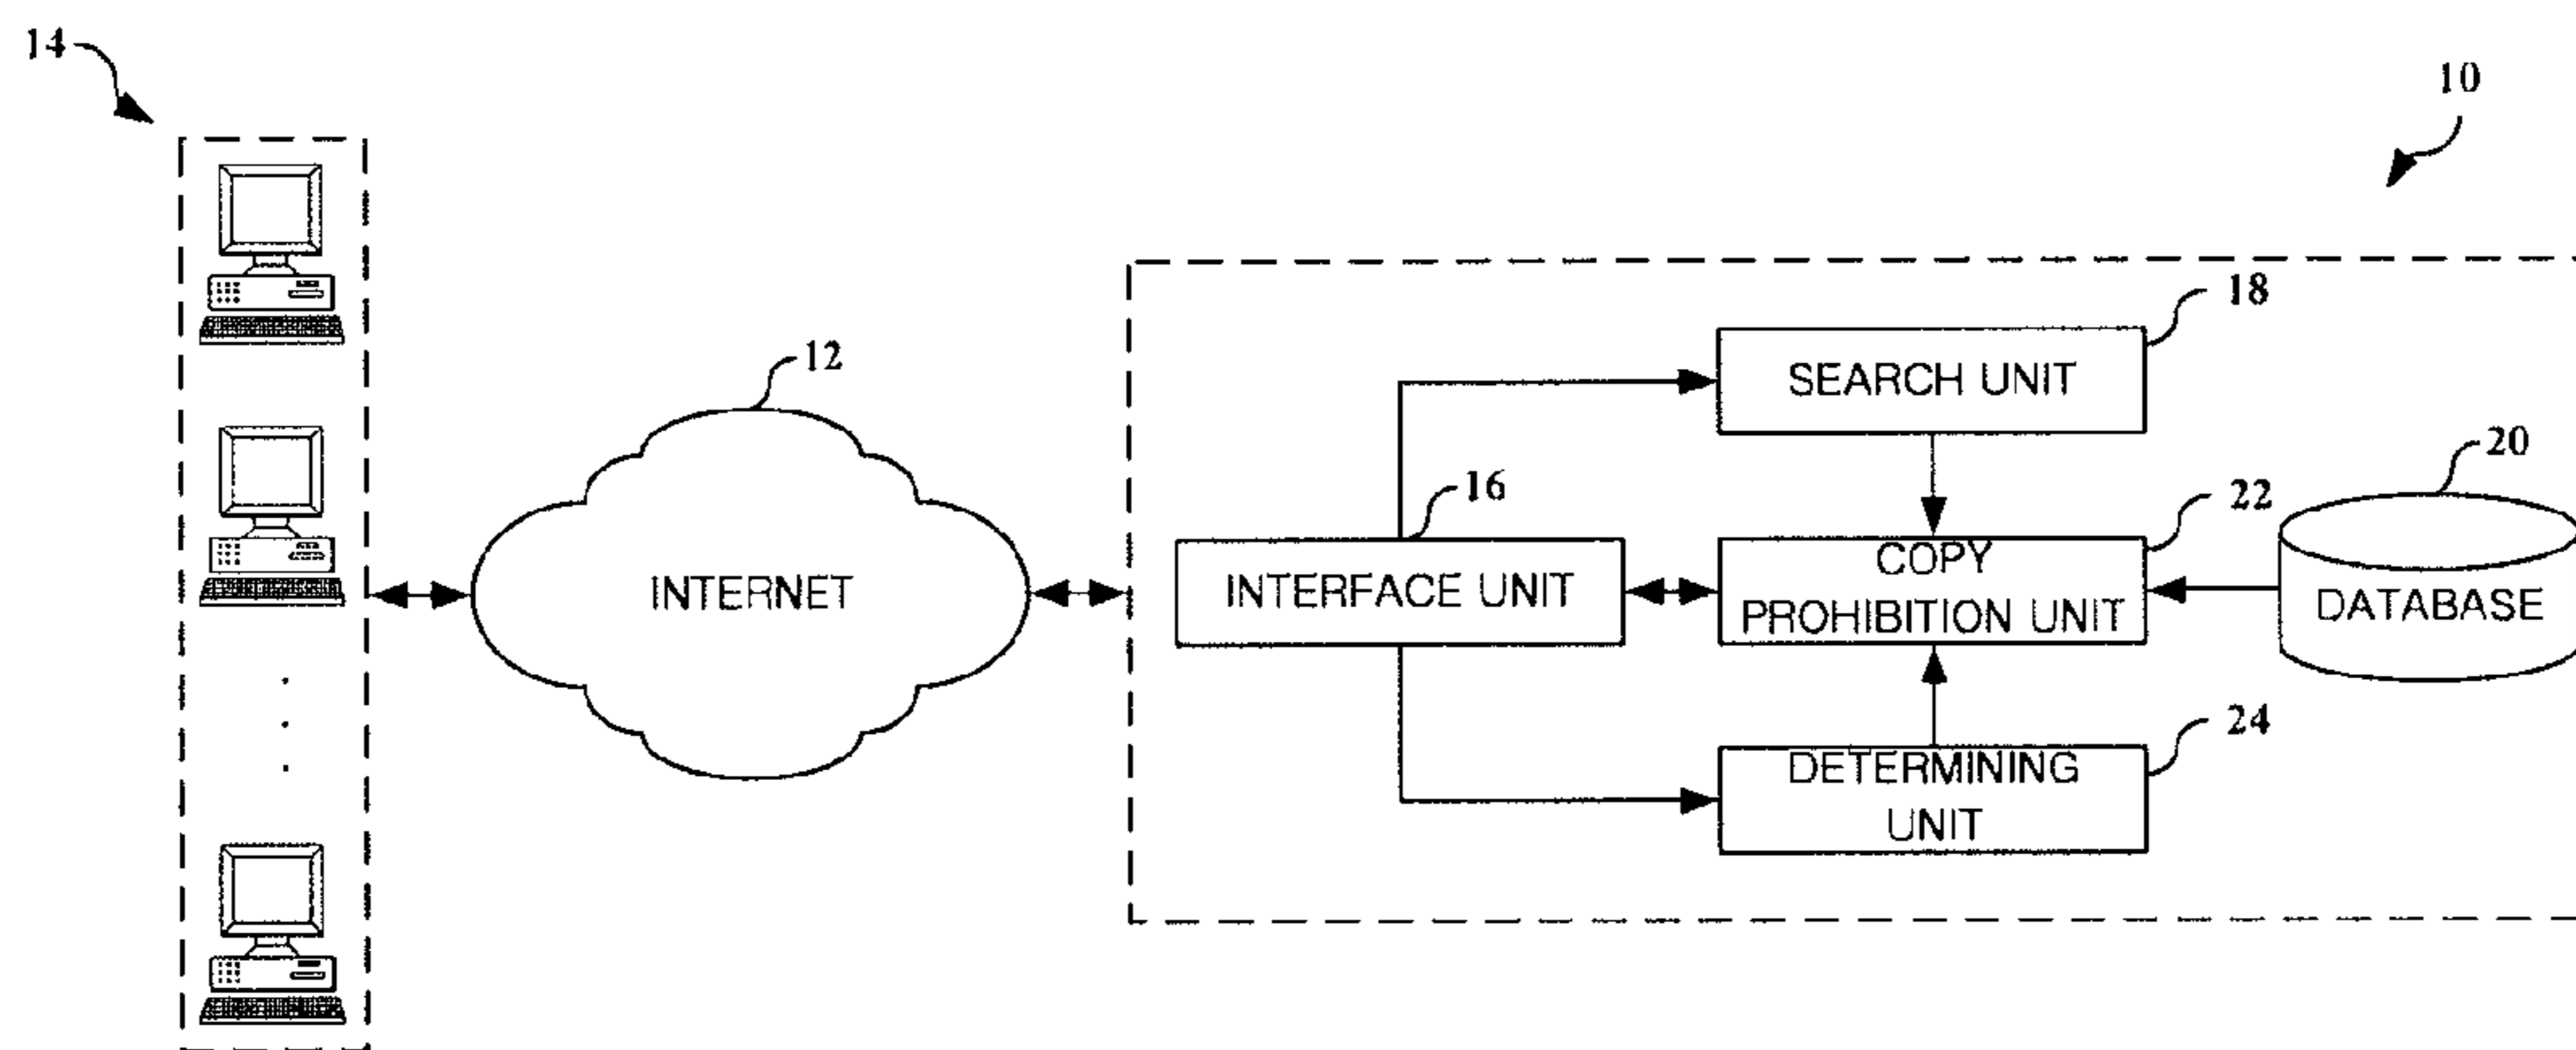 14
10
18
SEARCH UNIT
12
20
16
22
COPY
PROHIBITION UNIT
INTERFACE UNIT
INTERNET
DATABASE
24
DETERMINING
UNIT